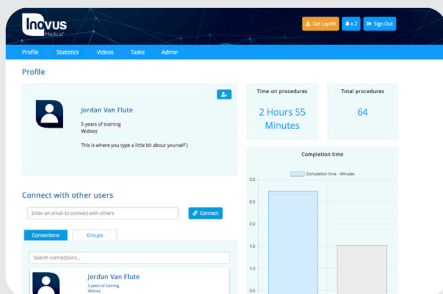 Inovus
Medical
Get LapAR
x 2
Sign Out
Profile
Statistics
Videos
Tasks
Admin
Profile
Jordan Van Flute
5 years of training
Widnes
This is where you type a little bit about yourself )
Time on procedures
2 Hours 55
Minutes
Total procedures
64
Completion time
Completion time - Minutes
3.0
2.5
2.0
1.5
1.0
0.5
Connect with other users
Enter an email to connect with others
Connect
Connections
Groups
Search connections...
Jordan Van Flute
5 years of training
Widnes